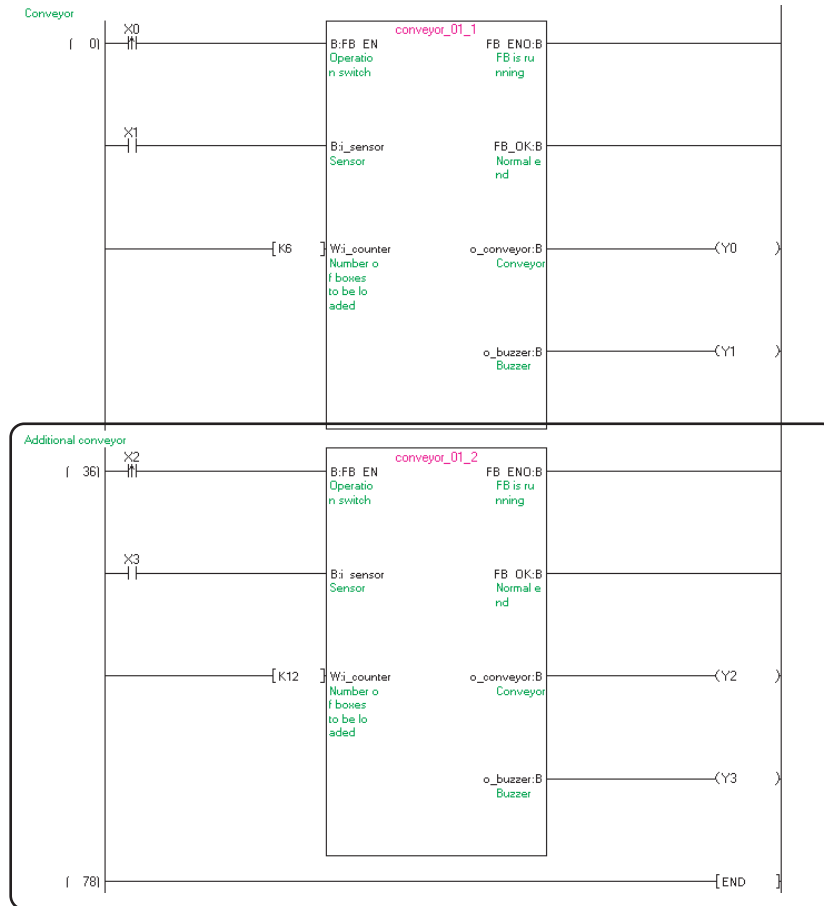 Conveyor
X0
conveyor_01_1
( 0)
B:FB_EN
FB_ENO:B
Operatio
n switch
FB is ru
nning
X1
B:i_sensor
FB_OK:B
Sensor
Normal e
nd
[ K6 ]
W:i_counter
o_conveyor:B
(Y0 )
Number o
f boxes
to be lo
aded
Conveyor
o_buzzer:B
(Y1 )
Buzzer
Additional conveyor
X2
conveyor_01_2
( 36)
B:FB_EN
FB_ENO:B
Operatio
n switch
FB is ru
nning
X3
B:i_sensor
FB_OK:B
Sensor
Normal e
nd
[ K12 ]
W:i_counter
o_conveyor:B
(Y2 )
Number o
f boxes
to be lo
aded
Conveyor
o_buzzer:B
(Y3 )
Buzzer
( 78)
[ END ]